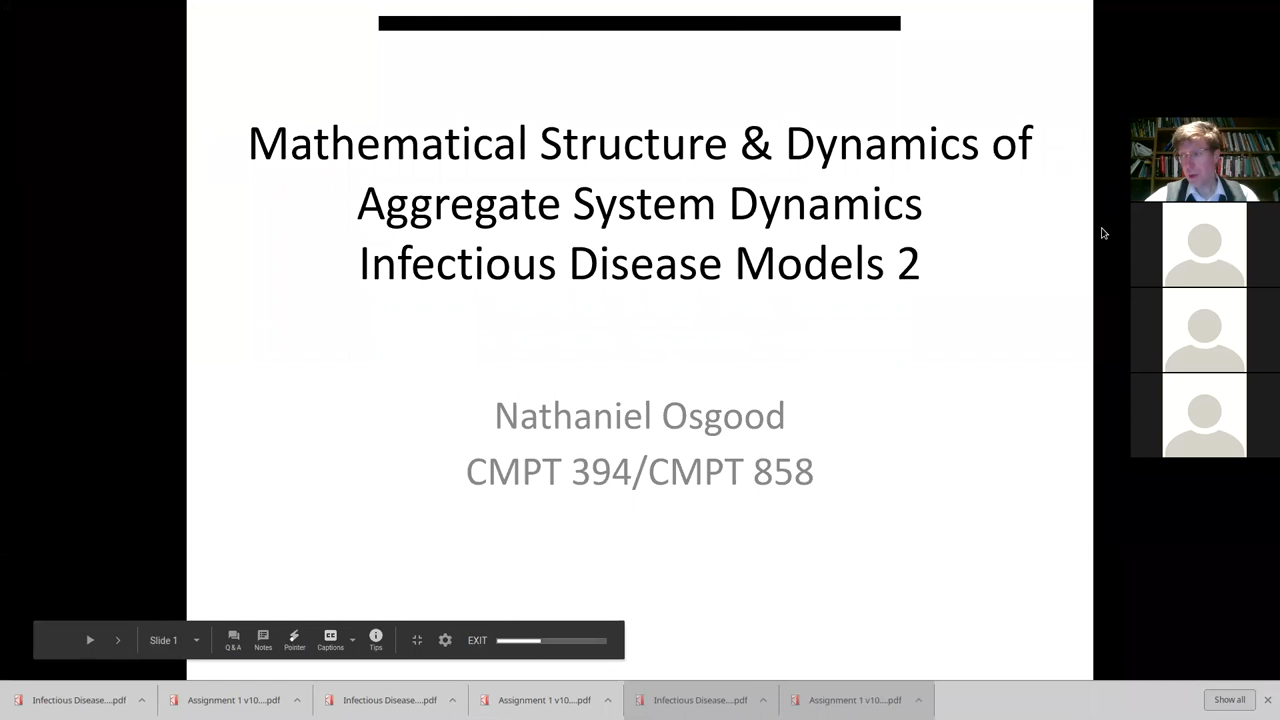 Mathematical Structure & Dynamics of
Aggregate System Dynamics
Infectious Disease Models 2
Nathaniel Osgood
CMPT 394/CMPT 858
Slide 1
Q & A
Notes
Pointer
CC
Captions
Tips
EXIT
Infectious Disease....pdf
Assignment 1 v10....pdf
Infectious Disease....pdf
Assignment 1 v10....pdf
Infectious Disease....pdf
Assignment 1 v10....pdf
Show all